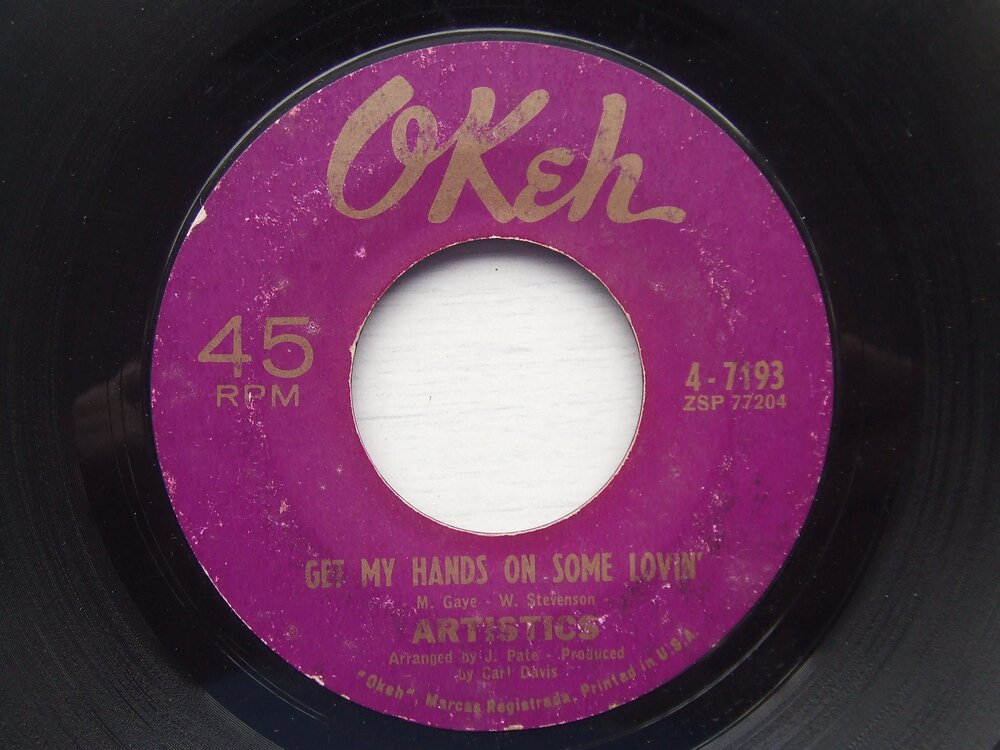 OKeh
45
RPM
4-7193
ZSP 77204
GET MY HANDS ON SOME LOVIN'
M. Gaye - W. Stevenson
ARTISTICS
Arranged by J. Pate - Produced
by Carl Davis
"Okeh", Marcas Registrada. Printed in U.S.A.